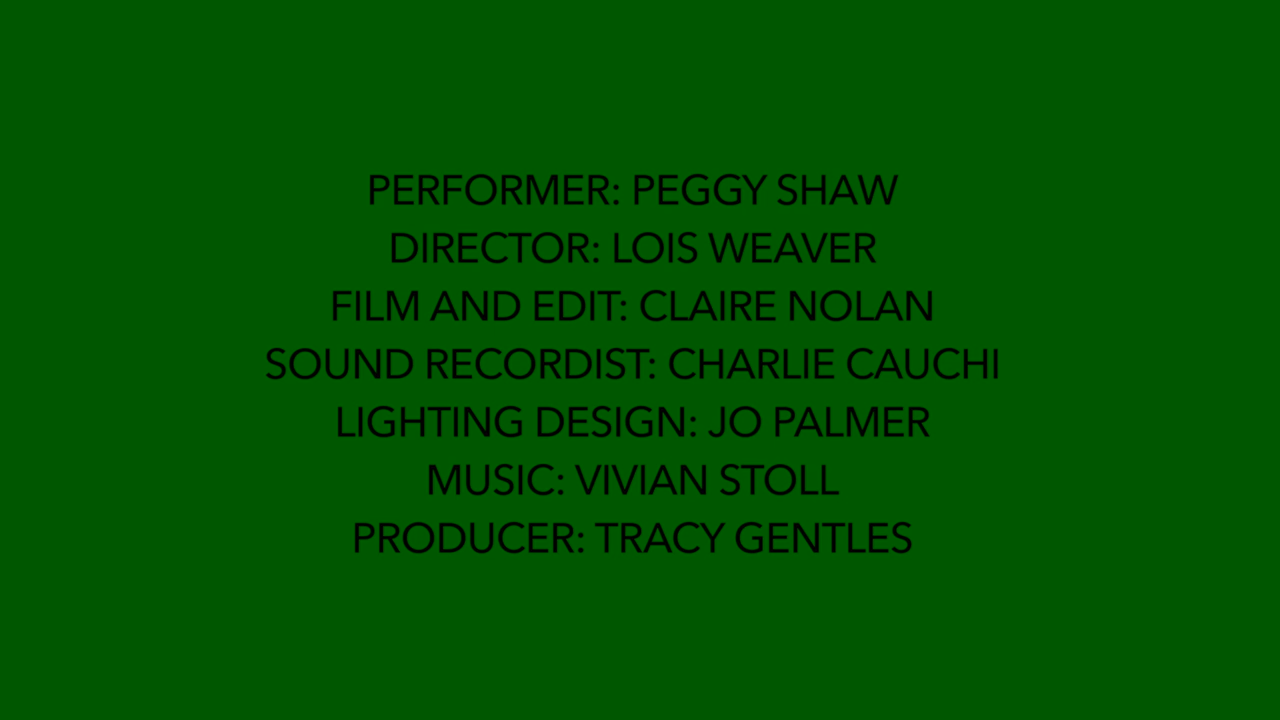 PERFORMER: PEGGY SHAW
DIRECTOR: LOIS WEAVER
FILM AND EDIT: CLAIRE NOLAN
SOUND RECORDIST: CHARLIE CAUCHI
LIGHTING DESIGN: JO PALMER
MUSIC: VIVIAN STOLL
PRODUCER: TRACY GENTLES